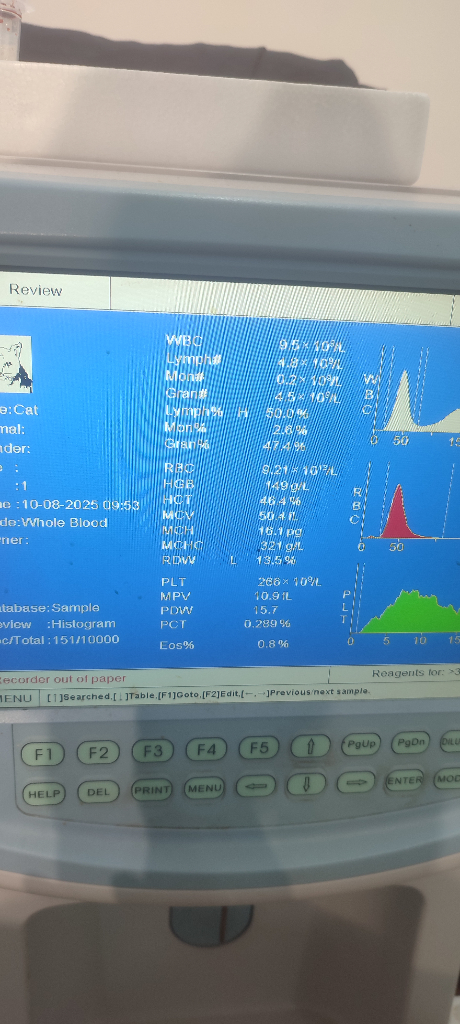 Review
e:Cat
mal:
nder:
:
:1
ne :10-08-2025 09:53
de:Whole Blood
ner:
atabase:Sample
eview :Histogram
oc/Total :151/10000
WBC 9.5×10⁹/L
Lymph# 4.8×10⁹/L
Mon# 0.2×10⁹/L
Gran# 4.5×10⁹/L
Lymph% H 50.0%
Mon% 2.6%
Gran% 47.4%
RBC 9.21×10¹²/L
HGB 149 g/L
HCT 46.4%
MCV 50.4 fL
MCH 16.1 pg
MCHC 321 g/L
RDW L 13.5%
PLT 266×10⁹/L
MPV 10.9 fL
PDW 15.7
PCT 0.289%
Eos% 0.8%
WBC
0 50 15
RBC
0 50
PLT
0 5 10 15
ecorder out of paper
Reagents for: >3
MENU [↑]Searched,[↓]Table,[F1]Goto,[F2]Edit,[←,→]Previous/next sample.
F1 F2 F3 F4 F5 ⇧ PgUp PgDn DILU
HELP DEL PRINT MENU ⇦ ⇩ ⇨ ENTER MOD